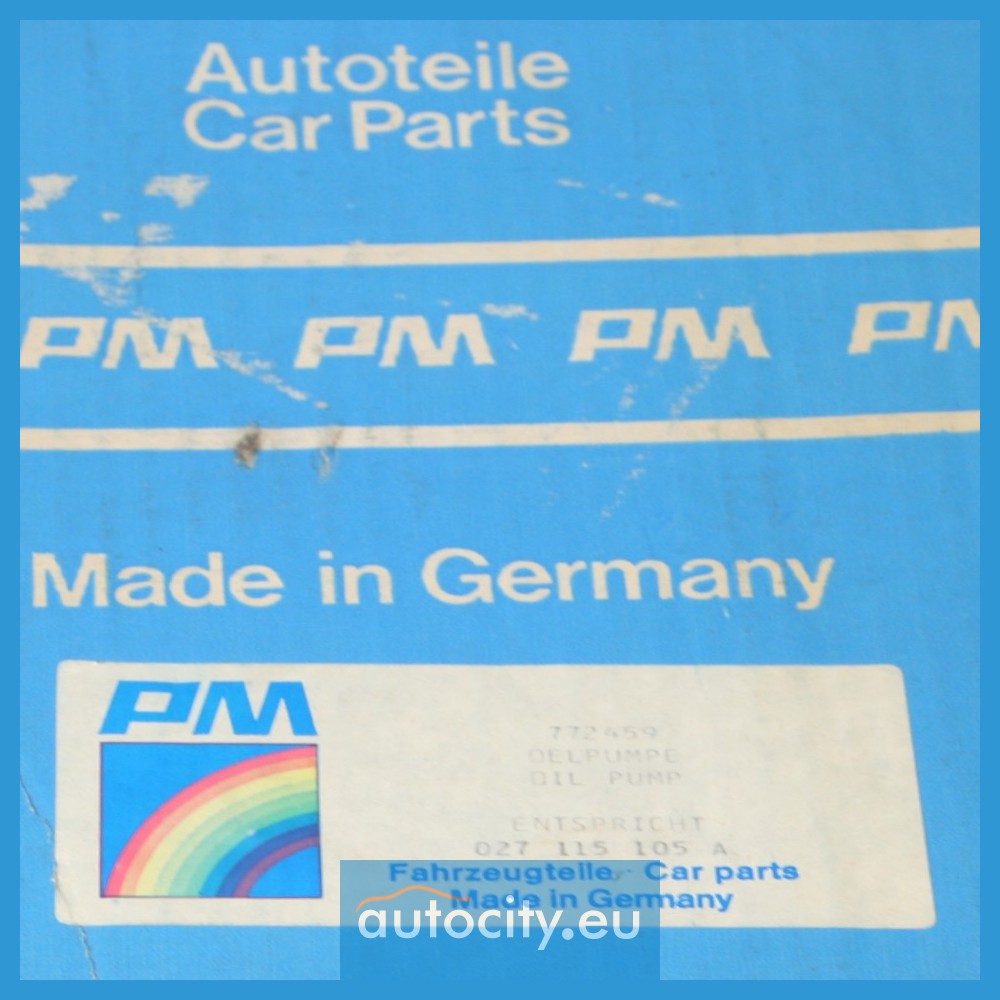 Autoteile
Car Parts
PM PM PM PM
Made in Germany
PM
772459
OELPUMPE
OIL PUMP
ENTSPRICHT
027 115 105 A
Fahrzeugteile Car parts
Made in Germany
autocity.eu